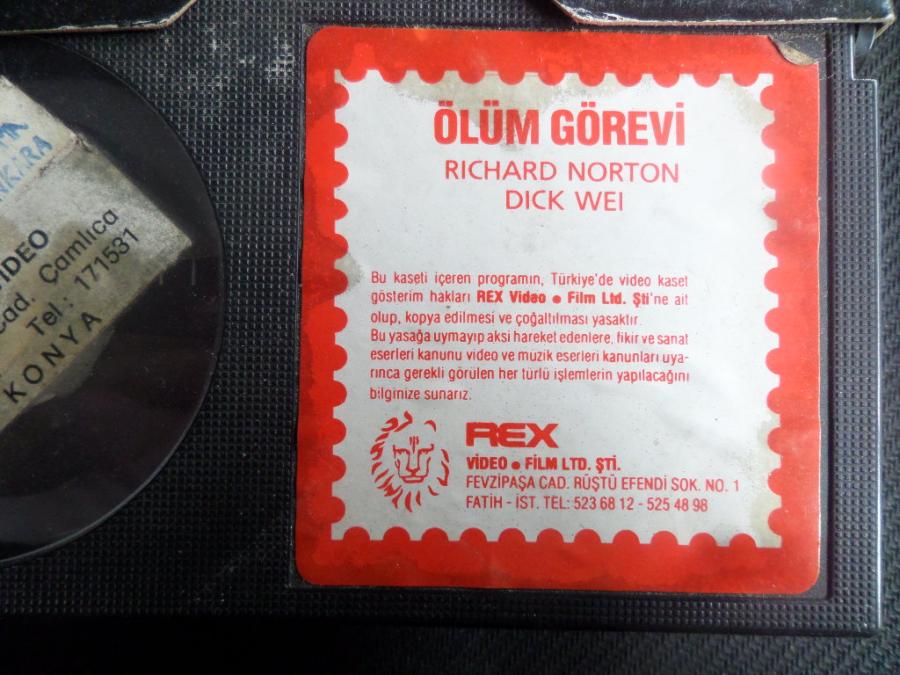 ANKARA
VIDEO
Cad. Çamlıca
Tel: 171531
KONYA
ÖLÜM GÖREVİ
RICHARD NORTON
DICK WEI
Bu kaseti içeren programın, Türkiye'de video kaset
gösterim hakları REX Video ● Film Ltd. Şti'ne ait
olup, kopya edilmesi ve çoğaltılması yasaktır.
Bu yasağa uymayıp aksi hareket edenlere, fikir ve sanat
eserleri kanunu video ve müzik eserleri kanunları uya-
rınca gerekli görülen her türlü işlemlerin yapılacağını
bilginize sunarız.
REX
VİDEO ● FİLM LTD. ŞTİ.
FEVZİPAŞA CAD. RÜŞTÜ EFENDİ SOK. NO. 1
FATİH - İST. TEL: 523 68 12 - 525 48 98